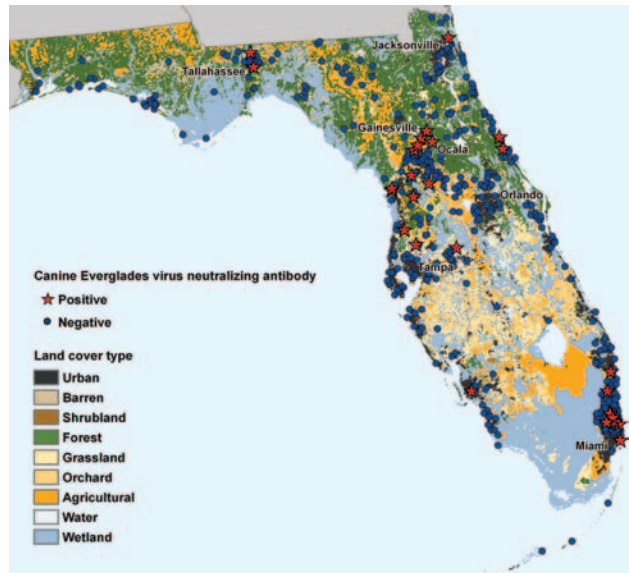 Jacksonville
Tallahassee
Gainesville
Ocala
Orlando
Canine Everglades virus neutralizing antibody
Positive
Negative
Tampa
Land cover type
Urban
Barren
Shrubland
Forest
Grassland
Orchard
Agricultural
Water
Wetland
Miami